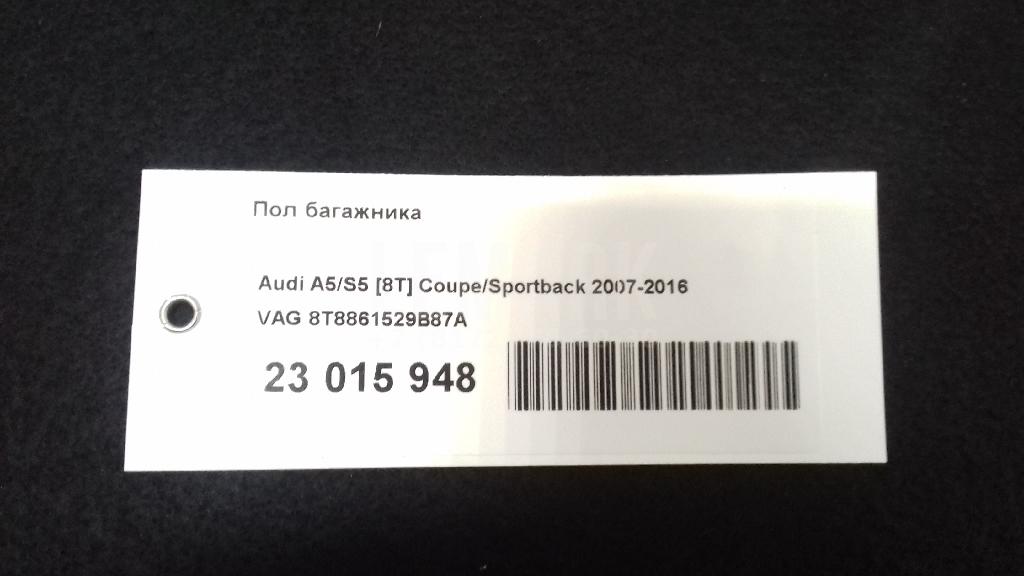 Пол багажника
Audi A5/S5 [8T] Coupe/Sportback 2007-2016
VAG 8T8861529B87A
23 015 948